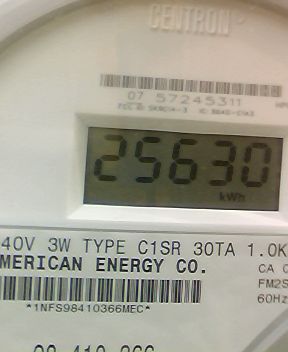 CENTRON®
07 57245311
25630
kWh
40V 3W TYPE C1SR 30TA 1.0K
MERICAN ENERGY CO. CA
FM2S
*1NFS98410366MEC* 60Hz